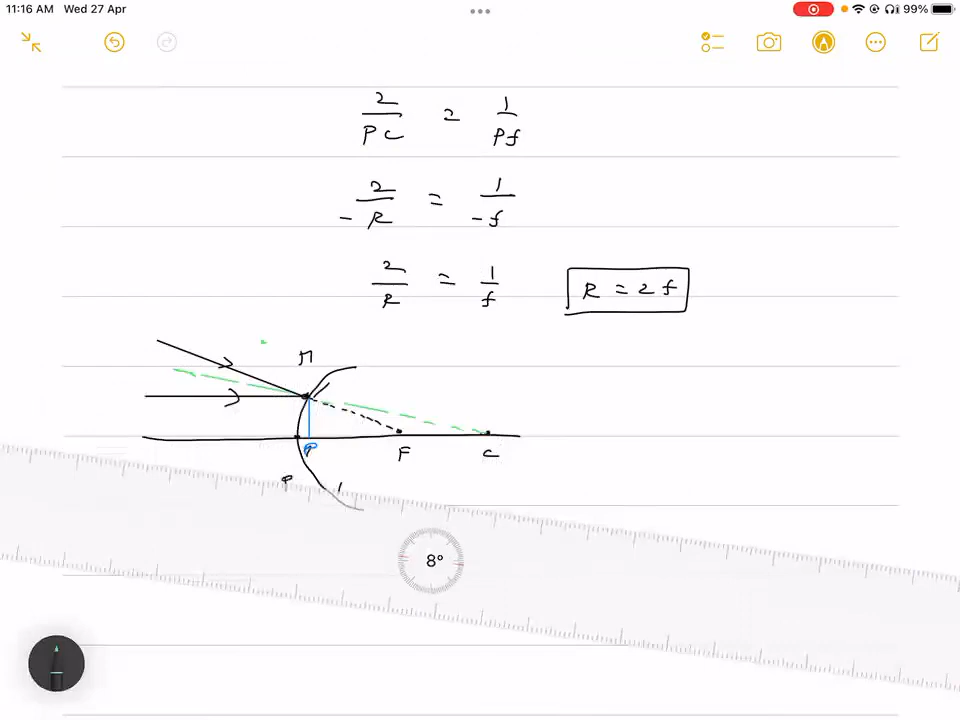 11:16 AM Wed 27 Apr
99%
2/PC = 1/Pf
2/-R = 1/-f
2/R = 1/f
R = 2f
M
P F C
P
8°